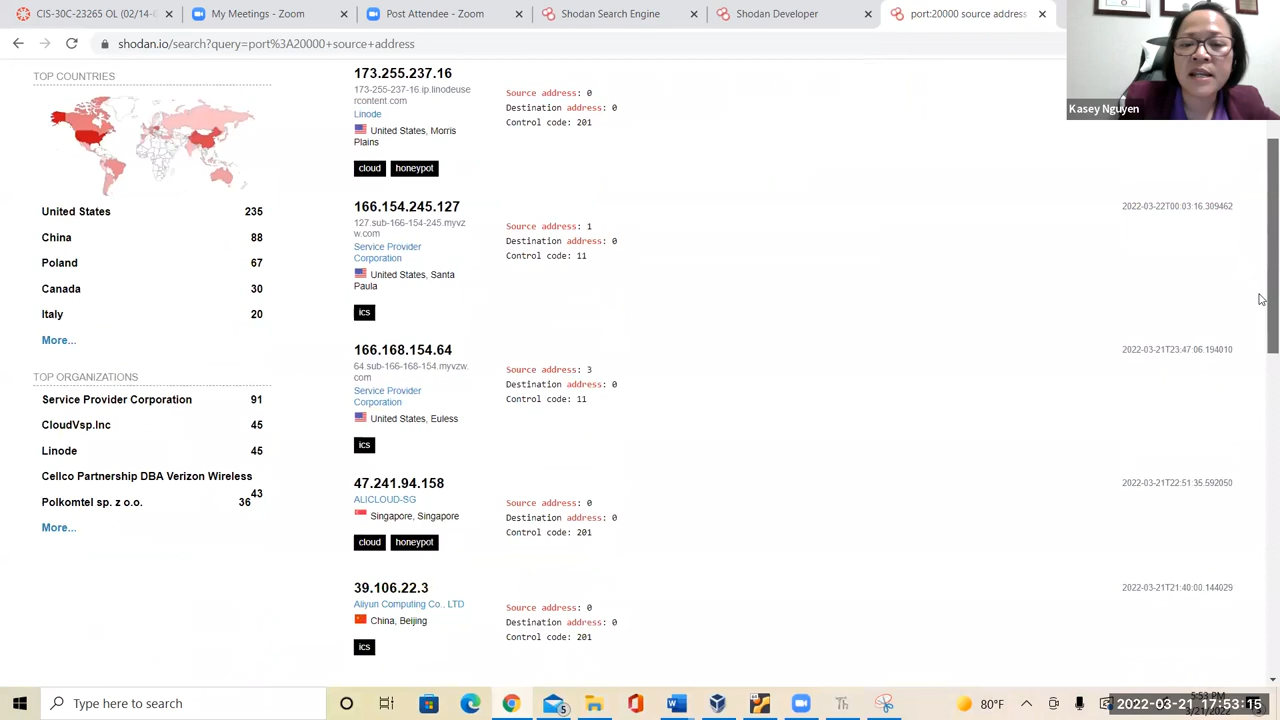 CIS-30C-23265 OL (02/14-0
My Meetings - Zoom
Shodan Search Engine
Shodan Developer
port:20000 source address
shodan.io/search?query=port%3A20000+source+address
Kasey Nguyen
TOP COUNTRIES
United States 235
China 88
Poland 67
Canada 30
Italy 20
More...
TOP ORGANIZATIONS
Service Provider Corporation 91
CloudVsp.Inc 45
Linode 45
Cellco Partnership DBA Verizon Wireless
43
Polkomtel sp. z o.o. 36
More...
173.255.237.16
173-255-237-16.ip.linodeuse
rcontent.com
Linode
United States, Morris
Plains
cloud honeypot
Source address: 0
Destination address: 0
Control code: 201
166.154.245.127
127.sub-166-154-245.myvz
w.com
Service Provider
Corporation
United States, Santa
Paula
ics
Source address: 1
Destination address: 0
Control code: 11
2022-03-22T00:03:16.309462
166.168.154.64
64.sub-166-168-154.myvzw.
com
Service Provider
Corporation
United States, Euless
ics
Source address: 3
Destination address: 0
Control code: 11
2022-03-21T23:47:06.194010
47.241.94.158
ALICLOUD-SG
Singapore, Singapore
cloud honeypot
Source address: 0
Destination address: 0
Control code: 201
2022-03-21T22:51:35.592050
39.106.22.3
Aliyun Computing Co., LTD
China, Beijing
ics
Source address: 0
Destination address: 0
Control code: 201
2022-03-21T21:40:00.144029
Type here to search
5
80°F
5:53 PM
3/21/2022
2022-03-21 17:53:15